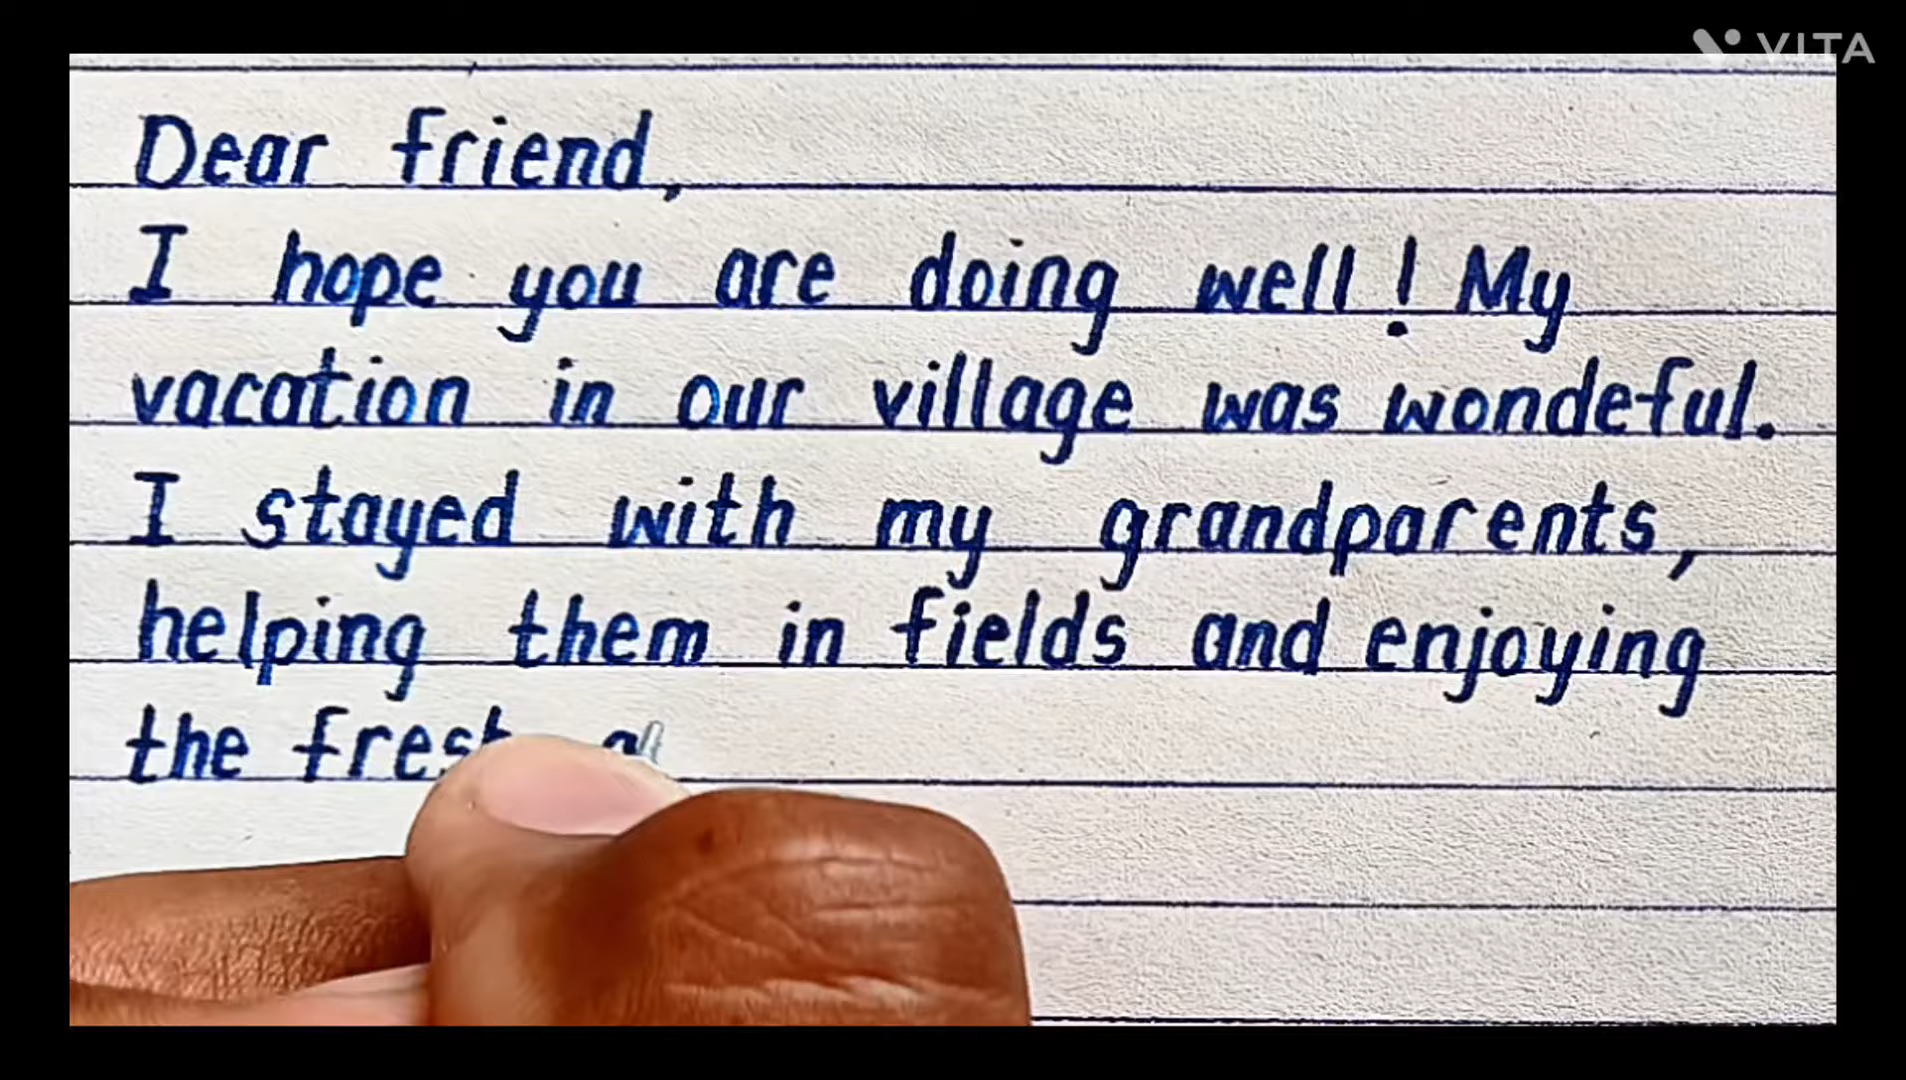 VITA
Dear friend,
I hope you are doing well! My
vacation in our village was wondeful.
I stayed with my grandparents,
helping them in fields and enjoying
the